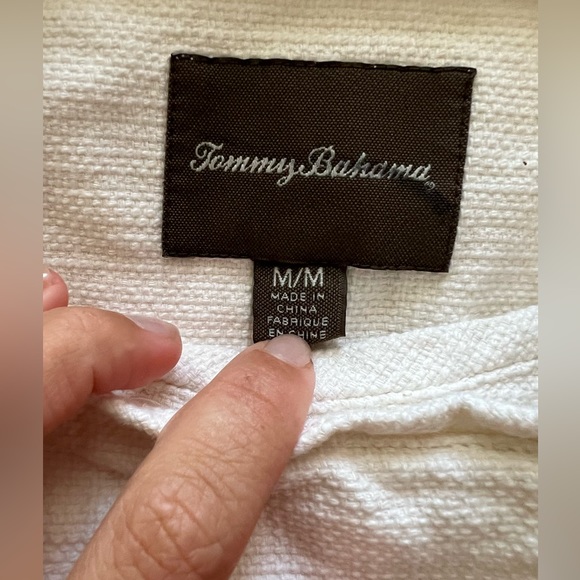 Tommy Bahama®
M/M
MADE IN
CHINA
FABRIQUE
EN CHINE